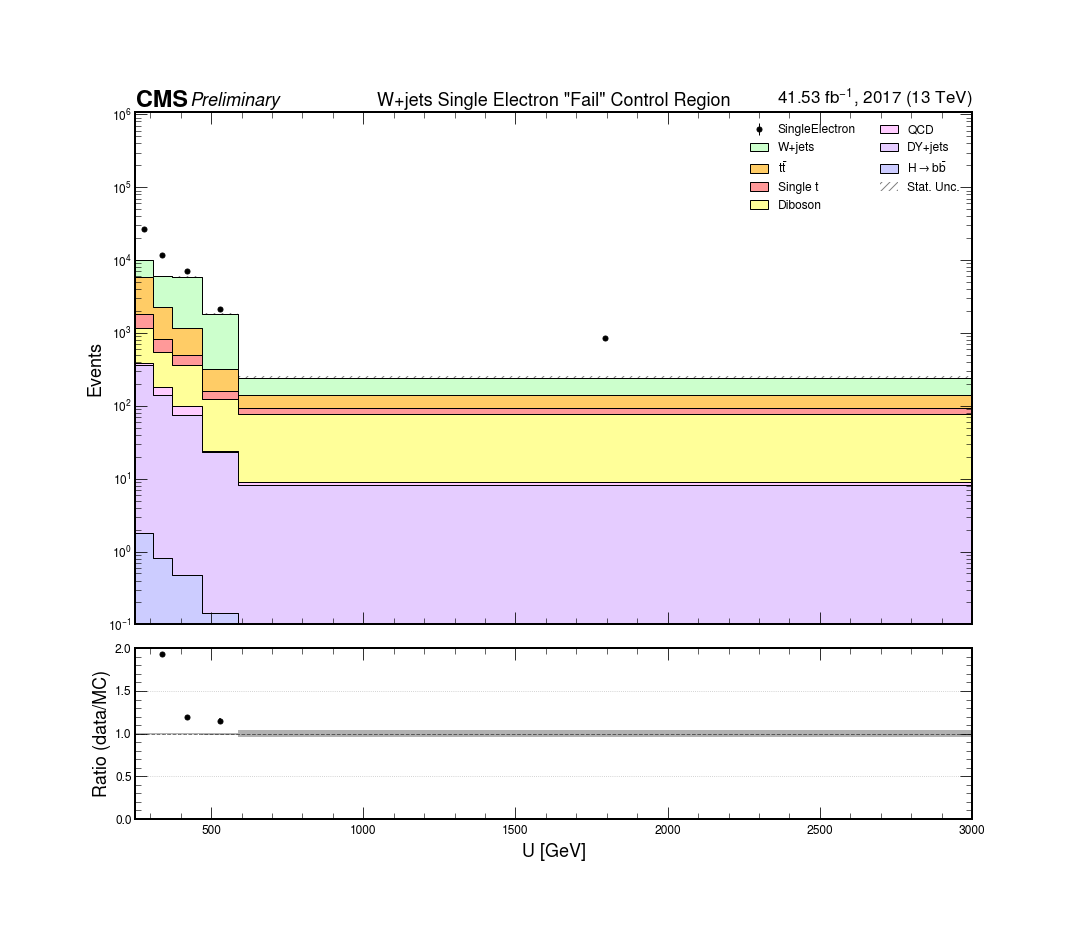 CMS Preliminary W+jets Single Electron "Fail" Control Region 41.53 fb⁻¹, 2017 (13 TeV)
SingleElectron QCD
W+jets DY+jets
tt̄ H→bb̄
Single t Stat. Unc.
Diboson
10⁶
10⁵
10⁴
10³
10²
10¹
10⁰
10⁻¹
Events
2.0
1.5
1.0
0.5
0.0
Ratio (data/MC)
500 1000 1500 2000 2500 3000
U [GeV]